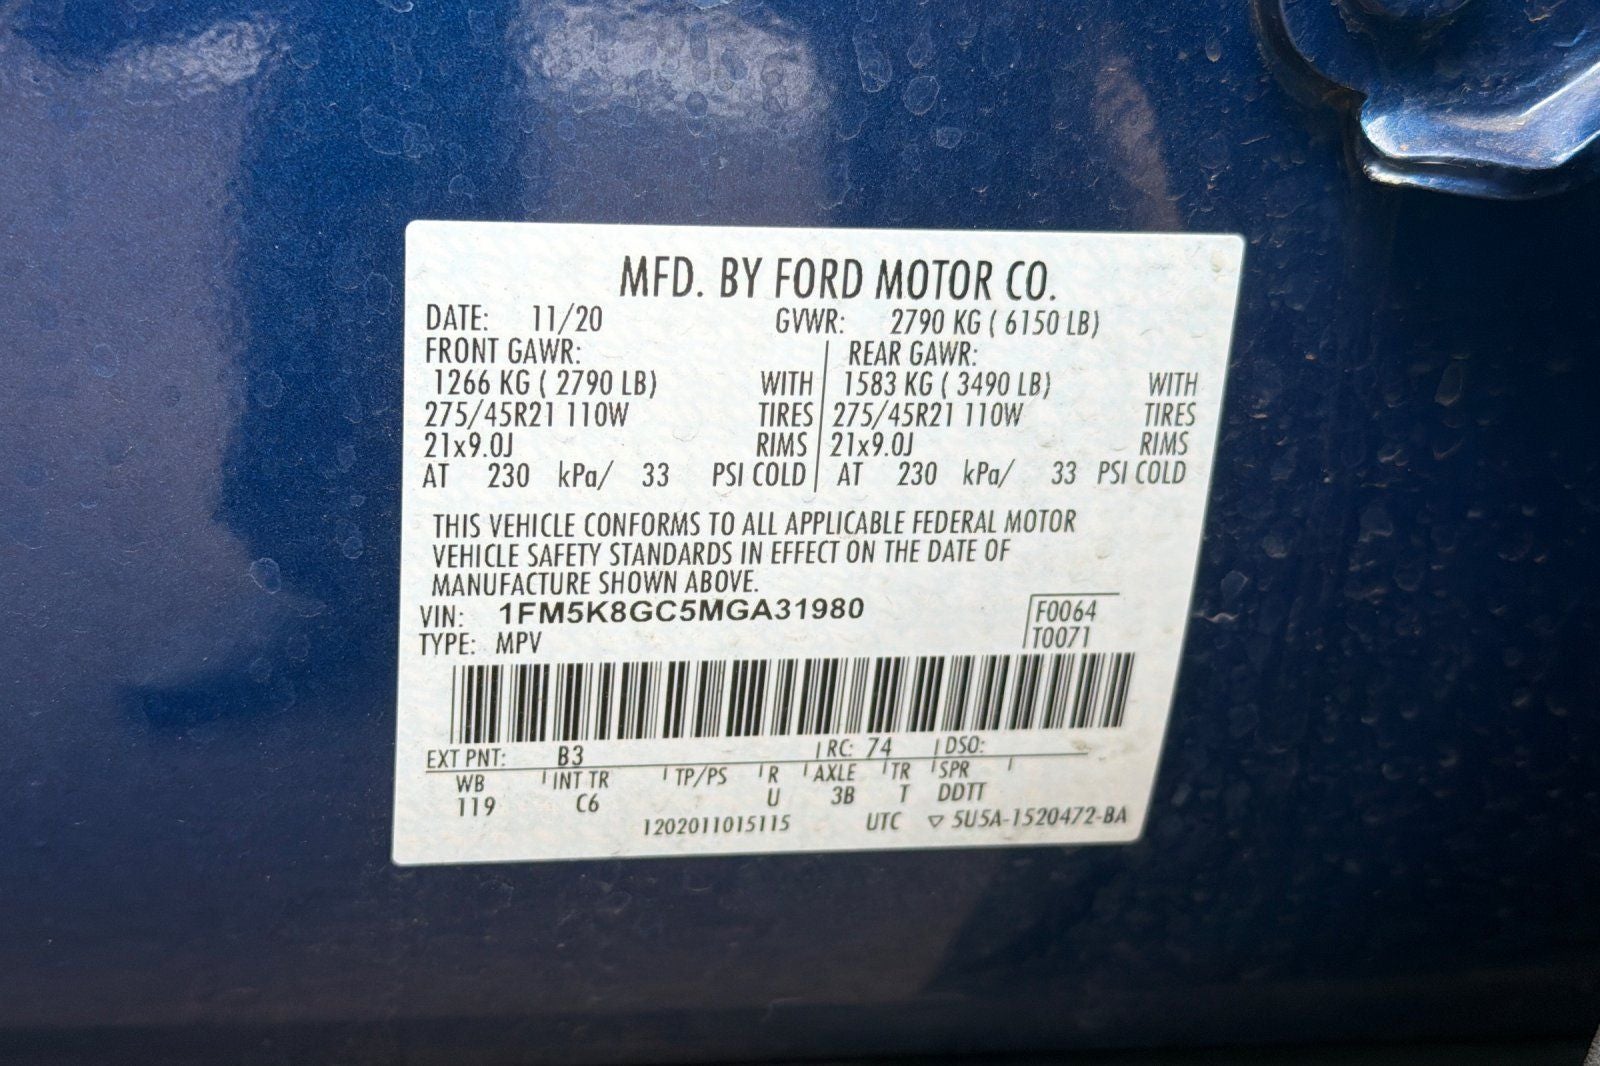 MFD. BY FORD MOTOR CO.
DATE: 11/20 GVWR: 2790 KG ( 6150 LB)
FRONT GAWR: REAR GAWR:
1266 KG ( 2790 LB) WITH 1583 KG ( 3490 LB) WITH
275/45R21 110W TIRES 275/45R21 110W TIRES
21x9.0J RIMS 21x9.0J RIMS
AT 230 kPa/ 33 PSI COLD AT 230 kPa/ 33 PSI COLD
THIS VEHICLE CONFORMS TO ALL APPLICABLE FEDERAL MOTOR
VEHICLE SAFETY STANDARDS IN EFFECT ON THE DATE OF
MANUFACTURE SHOWN ABOVE.
VIN: 1FM5K8GC5MGA31980 F0064
TYPE: MPV T0071
EXT PNT: B3 RC: 74 DSO:
WB INT TR TP/PS R AXLE TR SPR
119 C6 U 3B T DDTT
1202011015115 UTC ▽ 5U5A-1520472-BA